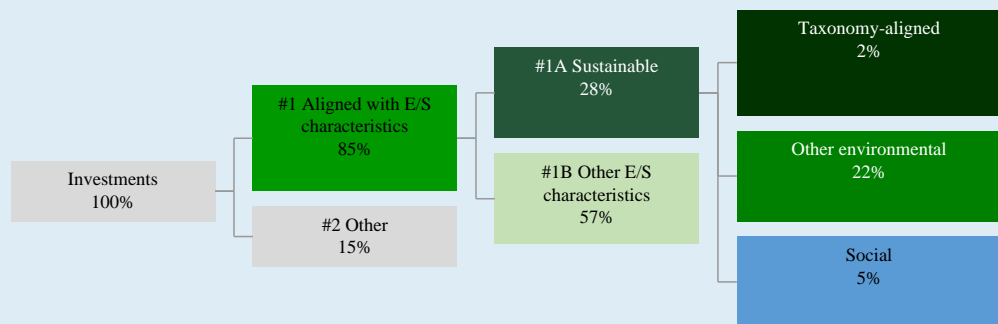 Investments
100%
#1 Aligned with E/S
characteristics
85%
#2 Other
15%
#1A Sustainable
28%
#1B Other E/S
characteristics
57%
Taxonomy-aligned
2%
Other environmental
22%
Social
5%